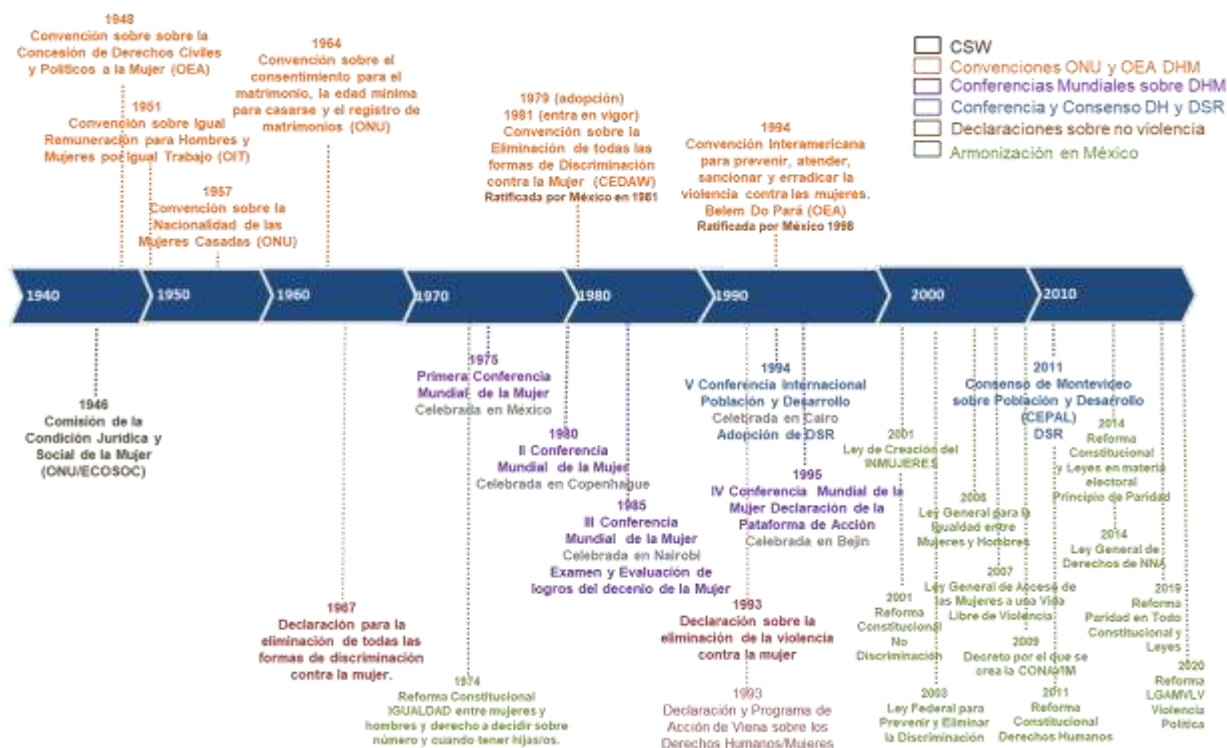 1948
Convención sobre sobre la
Concesión de Derechos Civiles
y Políticos a la Mujer (OEA)
1951
Convención sobre Igual
Remuneración para Hombres y
Mujeres por Igual Trabajo (OIT)
1957
Convención sobre la
Nacionalidad de las
Mujeres Casadas (ONU)
1964
Convención sobre el
consentimiento para el
matrimonio, la edad mínima
para casarse y el registro de
matrimonios (ONU)
1979 (adopción)
1981 (entra en vigor)
Convención sobre la
Eliminación de todas las
formas de Discriminación
contra la Mujer (CEDAW)
Ratificada por México en 1981
1994
Convención Interamericana
para prevenir, atender,
sancionar y erradicar la
violencia contra las mujeres.
Belem Do Pará (OEA)
Ratificada por México 1998
CSW
Convenciones ONU y OEA DHM
Conferencias Mundiales sobre DHM
Conferencia y Consenso DH y DSR
Declaraciones sobre no violencia
Armonización en México
1940
1950
1960
1970
1980
1990
2000
2010
1946
Comisión de la
Condición Jurídica y
Social de la Mujer
(ONU/ECOSOC)
1967
Declaración para la
eliminación de todas las
formas de discriminación
contra la mujer.
1974
Reforma Constitucional
IGUALDAD entre mujeres y
hombres y derecho a decidir sobre
número y cuando tener hijas/os.
1975
Primera Conferencia
Mundial de la Mujer
Celebrada en México
1980
II Conferencia
Mundial de la Mujer
Celebrada en Copenhague
1985
III Conferencia
Mundial de la Mujer
Celebrada en Nairobi
Examen y Evaluación de
logros del decenio de la Mujer
1994
V Conferencia Internacional
Población y Desarrollo
Celebrada en Cairo
Adopción de DSR
1995
IV Conferencia Mundial de la
Mujer Declaración de la
Pataforma de Acción
Celebrada en Bejin
1993
Declaración sobre la
eliminación de la violencia
contra la mujer
1993
Declaración y Programa de
Acción de Viena sobre los
Derechos Humanos/Mujeres
2001
Ley de Creación del
INMUJERES
2001
Reforma
Constitucional
No
Discriminación
2003
Ley Federal para
Prevenir y Eliminar
la Discriminación
2006
Ley General para la
Igualdad entre
Mujeres y Hombres
2007
Ley General de Acceso de
las Mujeres a una Vida
Libre de Violencia
2009
Decreto por el que se
crea la CONAVIM
2011
Reforma
Constitucional
Derechos Humanos
2011
Consenso de Montevideo
sobre Población y Desarrollo
(CEPAL)
DSR
2014
Reforma
Constitucional
y Leyes en materia
electoral
Principio de Paridad
2014
Ley General de
Derechos de NNA
2019
Reforma
Paridad en Todo
Constitucional y
Leyes
2020
Reforma
LGAMVLV
Violencia
Política